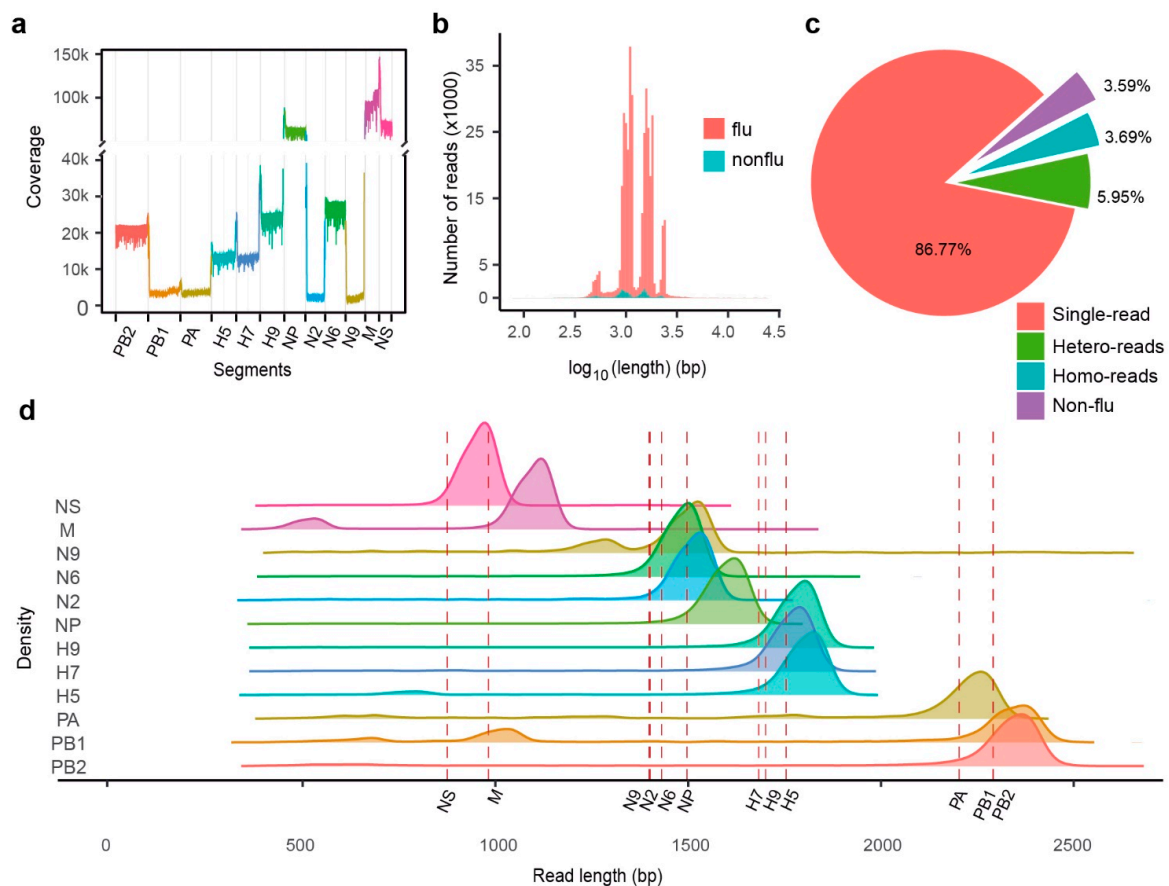 a
150k
100k
40k
30k
20k
10k
0
Coverage
PB2
PB1
PA
H5
H7
H9
NP
N2
N6
N9
M
NS
Segments
b
35
25
15
5
0
Number of reads (x1000)
flu
nonflu
2.0 2.5 3.0 3.5 4.0 4.5
log10(length) (bp)
c
3.59%
3.69%
5.95%
86.77%
Single-read
Hetero-reads
Homo-reads
Non-flu
d
NS
M
N9
N6
N2
NP
H9
H7
H5
PA
PB1
PB2
Density
NS
M
N9
N2
N6
NP
H7
H9
H5
PA
PB1
PB2
0 500 1000 1500 2000 2500
Read length (bp)